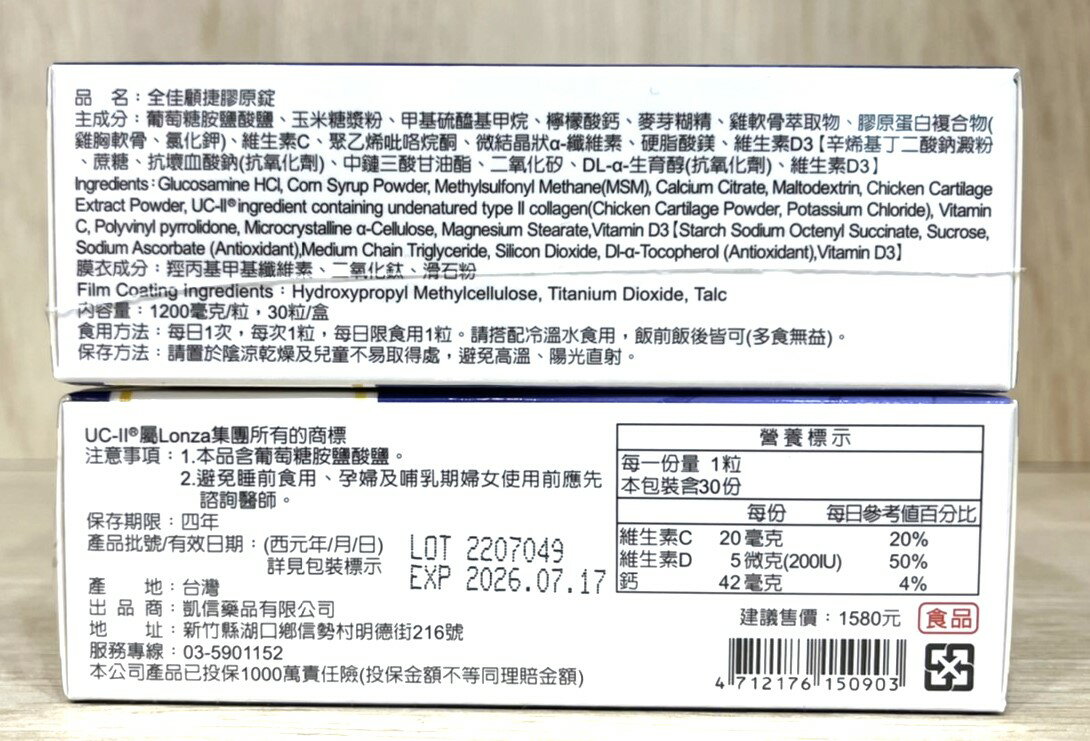 品　名：全佳顧捷膠原錠
主成分：葡萄糖胺鹽酸鹽、玉米糖漿粉、甲基硫醯基甲烷、檸檬酸鈣、麥芽糊精、雞軟骨萃取物、膠原蛋白複合物(
雞胸軟骨、氯化鉀)、維生素C、聚乙烯吡咯烷酮、微結晶狀α-纖維素、硬脂酸鎂、維生素D3【辛烯基丁二酸鈉澱粉
、蔗糖、抗壞血酸鈉(抗氧化劑)、中鏈三酸甘油酯、二氧化矽、DL-α-生育醇(抗氧化劑)、維生素D3】
Ingredients：Glucosamine HCl, Corn Syrup Powder, Methylsulfonyl Methane(MSM), Calcium Citrate, Maltodextrin, Chicken Cartilage
Extract Powder, UC-II® ingredient containing undenatured type II collagen(Chicken Cartilage Powder, Potassium Chloride), Vitamin
C, Polyvinyl pyrrolidone, Microcrystalline α-Cellulose, Magnesium Stearate,Vitamin D3【Starch Sodium Octenyl Succinate, Sucrose,
Sodium Ascorbate (Antioxidant),Medium Chain Triglyceride, Silicon Dioxide, Dl-α-Tocopherol (Antioxidant),Vitamin D3】
膜衣成分：羥丙基甲基纖維素、二氧化鈦、滑石粉
Film Coating ingredients：Hydroxypropyl Methylcellulose, Titanium Dioxide, Talc
內容量：1200毫克/粒，30粒/盒
食用方法：每日1次，每次1粒，每日限食用1粒。請搭配冷溫水食用，飯前飯後皆可(多食無益)。
保存方法：請置於陰涼乾燥及兒童不易取得處，避免高溫、陽光直射。
UC-II®屬Lonza集團所有的商標
注意事項：1.本品含葡萄糖胺鹽酸鹽。
2.避免睡前食用、孕婦及哺乳期婦女使用前應先
諮詢醫師。
保存期限：四年
產品批號/有效日期：(西元年/月/日)
詳見包裝標示
LOT 2207049
EXP 2026.07.17
產　　地：台灣
出 品 商：凱信藥品有限公司
地　　址：新竹縣湖口鄉信勢村明德街216號
服務專線：03-5901152
本公司產品已投保1000萬責任險(投保金額不等同理賠金額)
營養標示
每一份量 1粒
本包裝含30份
每份　每日參考值百分比
維生素C　20毫克　20%
維生素D　5微克(200IU)　50%
鈣　42毫克　4%
建議售價：1580元　食品
4 712176 150903